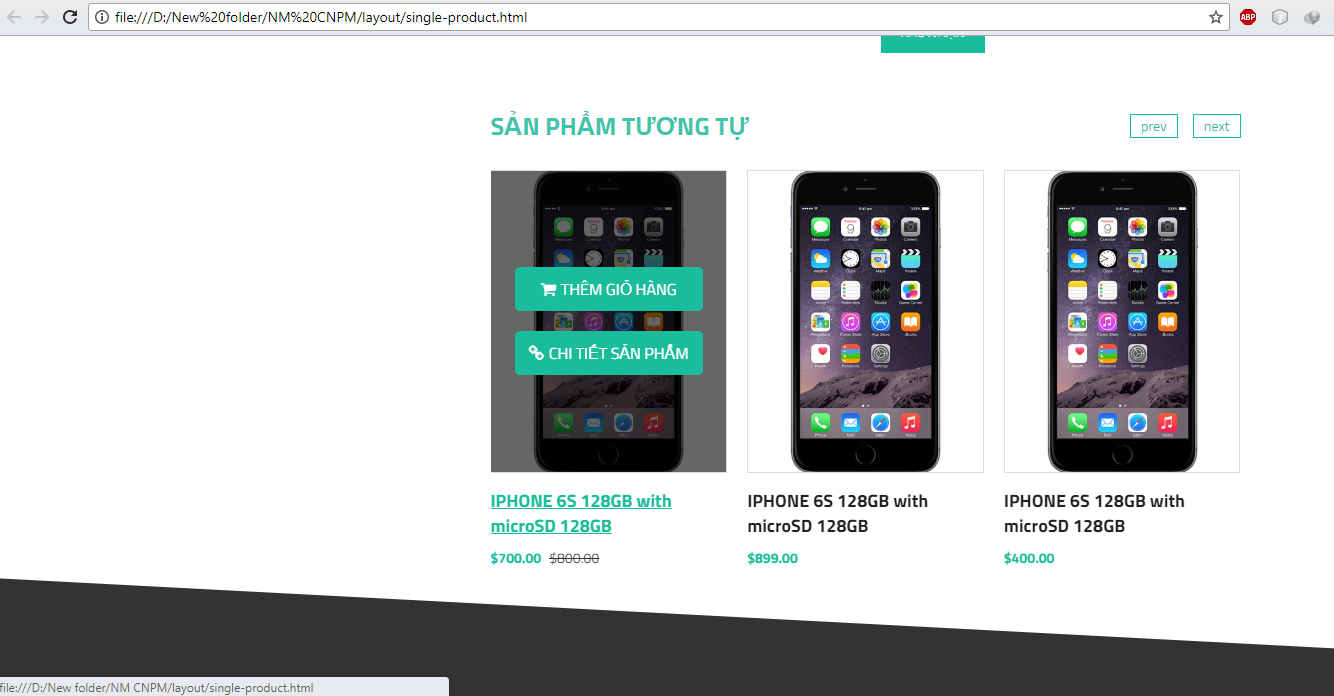 file:///D:/New%20folder/NM%20CNPM/layout/single-product.html
ABP
SẢN PHẨM TƯƠNG TỰ
prev
next
THÊM GIỎ HÀNG
CHI TIẾT SẢN PHẨM
IPHONE 6S 128GB with
microSD 128GB
$700.00 $800.00
IPHONE 6S 128GB with
microSD 128GB
$899.00
IPHONE 6S 128GB with
microSD 128GB
$400.00
file:///D:/New folder/NM CNPM/layout/single-product.html